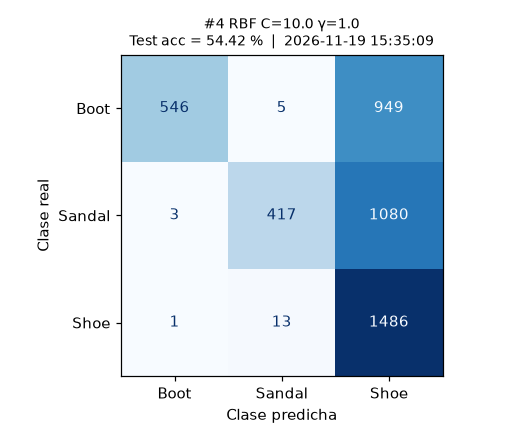 #4 RBF C=10.0 γ=1.0
Test acc = 54.42 % | 2026-11-19 15:35:09
Clase real
Boot 546 5 949
Sandal 3 417 1080
Shoe 1 13 1486
Boot Sandal Shoe
Clase predicha